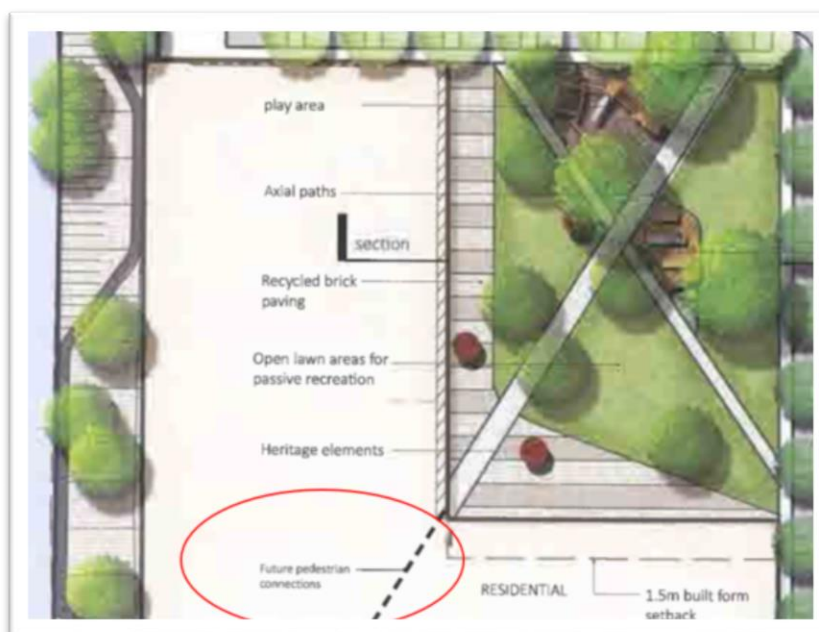 play area
Axial paths
section
Recycled brick
paving
Open lawn areas for
passive recreation
Heritage elements
Future pedestrian
connections
RESIDENTIAL
1.5m built form
setback